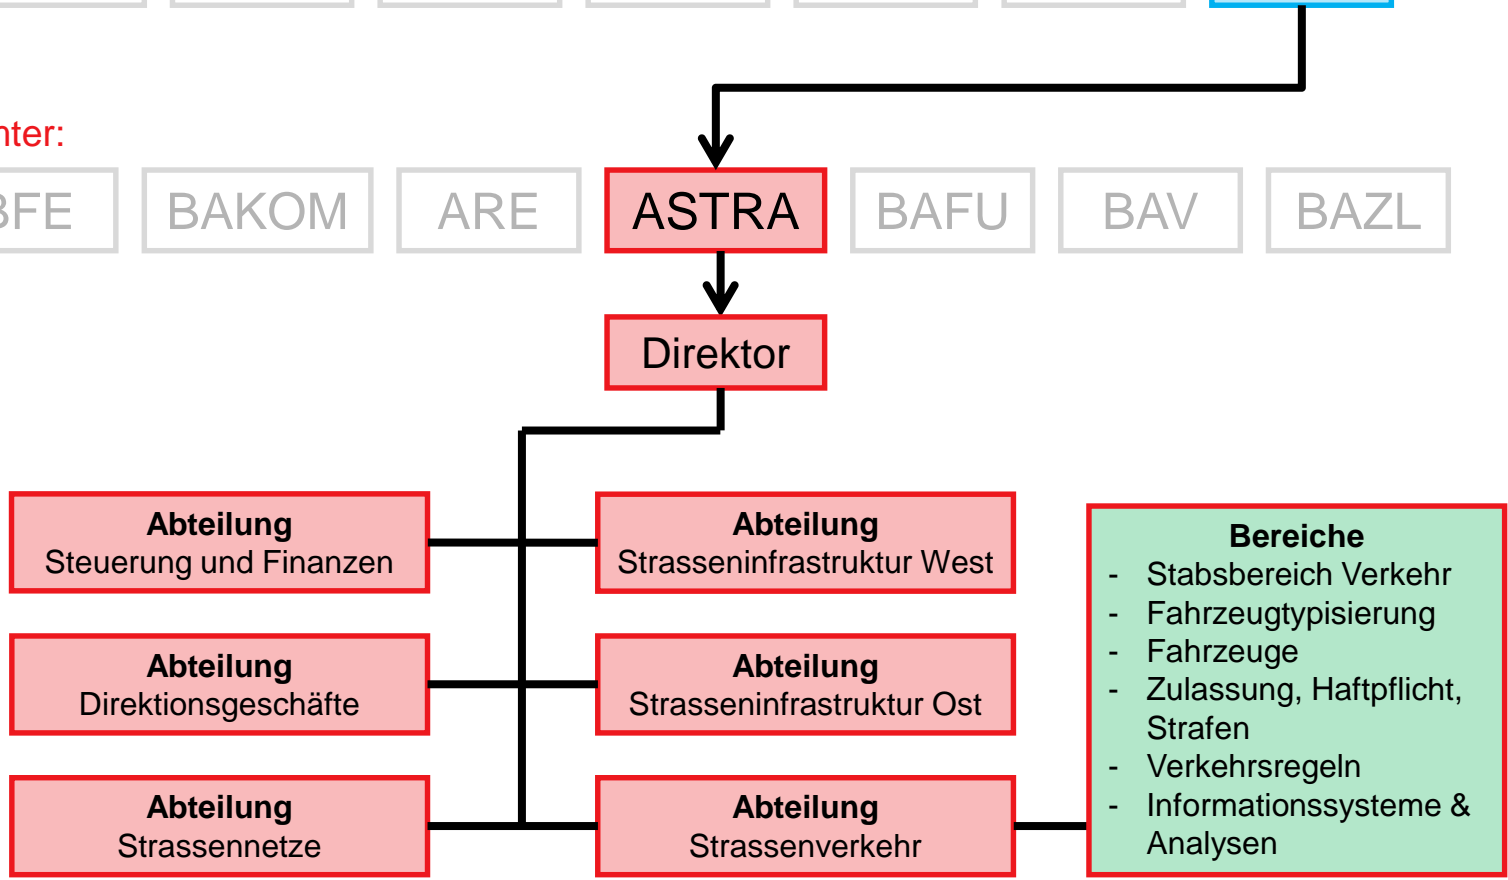 nter:
BFE BAKOM ARE ASTRA BAFU BAV BAZL
Direktor
Abteilung
Steuerung und Finanzen
Abteilung
Strasseninfrastruktur West
Abteilung
Direktionsgeschäfte
Abteilung
Strasseninfrastruktur Ost
Abteilung
Strassennetze
Abteilung
Strassenverkehr
Bereiche
- Stabsbereich Verkehr
- Fahrzeugtypisierung
- Fahrzeuge
- Zulassung, Haftpflicht,
Strafen
- Verkehrsregeln
- Informationssysteme &
Analysen